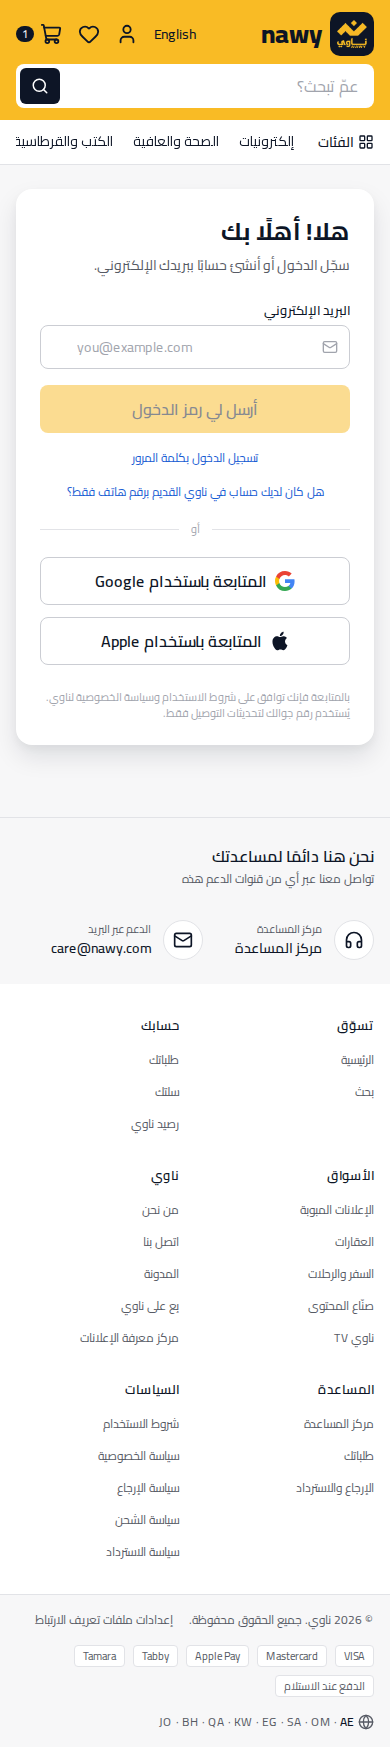 ناوي
NAWY
nawy
English
1
عمّ تبحث؟
الفئات
إلكترونيات
الصحة والعافية
الكتب والقرطاسية
هلا! أهلًا بك
سجّل الدخول أو أنشئ حسابًا ببريدك الإلكتروني.
البريد الإلكتروني
you@example.com
أرسل لي رمز الدخول
تسجيل الدخول بكلمة المرور
هل كان لديك حساب في ناوي القديم برقم هاتف فقط؟
أو
المتابعة باستخدام Google
المتابعة باستخدام Apple
بالمتابعة فإنك توافق على شروط الاستخدام وسياسة الخصوصية لناوي.
يُستخدم رقم جوالك لتحديثات التوصيل فقط.
نحن هنا دائمًا لمساعدتك
تواصل معنا عبر أي من قنوات الدعم هذه
مركز المساعدة
مركز المساعدة
الدعم عبر البريد
care@nawy.com
تسوّق
الرئيسية
بحث
حسابك
طلباتك
سلتك
رصيد ناوي
الأسواق
الإعلانات المبوبة
العقارات
السفر والرحلات
صنّاع المحتوى
ناوي TV
ناوي
من نحن
اتصل بنا
المدونة
بع على ناوي
مركز معرفة الإعلانات
المساعدة
مركز المساعدة
طلباتك
الإرجاع والاسترداد
السياسات
شروط الاستخدام
سياسة الخصوصية
سياسة الإرجاع
سياسة الشحن
سياسة الاسترداد
© 2026 ناوي. جميع الحقوق محفوظة.
إعدادات ملفات تعريف الارتباط
VISA
Mastercard
Apple Pay
Tabby
Tamara
الدفع عند الاستلام
AE · OM · SA · EG · KW · QA · BH · JO